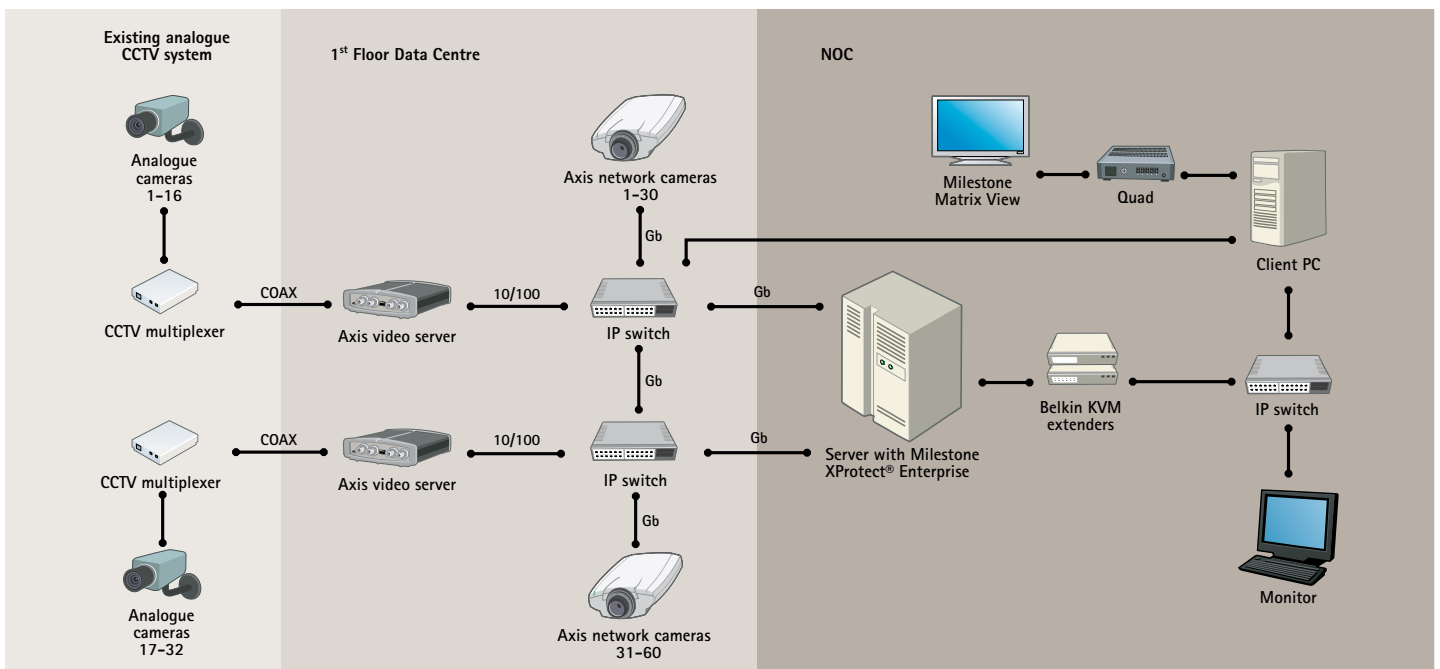 Existing analogue
CCTV system
1st Floor Data Centre
NOC
Analogue
cameras
1-16
Axis network cameras
1-30
Milestone
Matrix View
Quad
Client PC
Gb
CCTV multiplexer
COAX
Axis video server
10/100
IP switch
Gb
Gb
Server with Milestone
XProtect® Enterprise
Belkin KVM
extenders
IP switch
CCTV multiplexer
COAX
Axis video server
10/100
IP switch
Gb
Gb
Analogue
cameras
17-32
Axis network cameras
31-60
Monitor